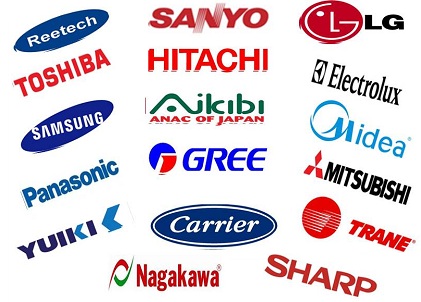 Reetech
SANYO
LG
TOSHIBA
HITACHI
Electrolux
SAMSUNG
Aikibi
ANAC OF JAPAN
Midea®
Panasonic
GREE
MITSUBISHI
YUIKI
Carrier
TRANE®
Nagakawa®
SHARP